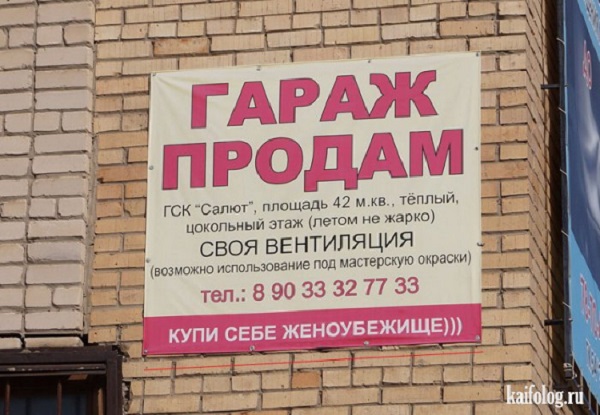 ГАРАЖ
ПРОДАМ
ГСК "Салют", площадь 42 м.кв., тёплый,
цокольный этаж (летом не жарко)
СВОЯ ВЕНТИЛЯЦИЯ
(возможно использование под мастерскую окраски)
тел.: 8 90 33 32 77 33
КУПИ СЕБЕ ЖЕНОУБЕЖИЩЕ)))
kaifolog.ru